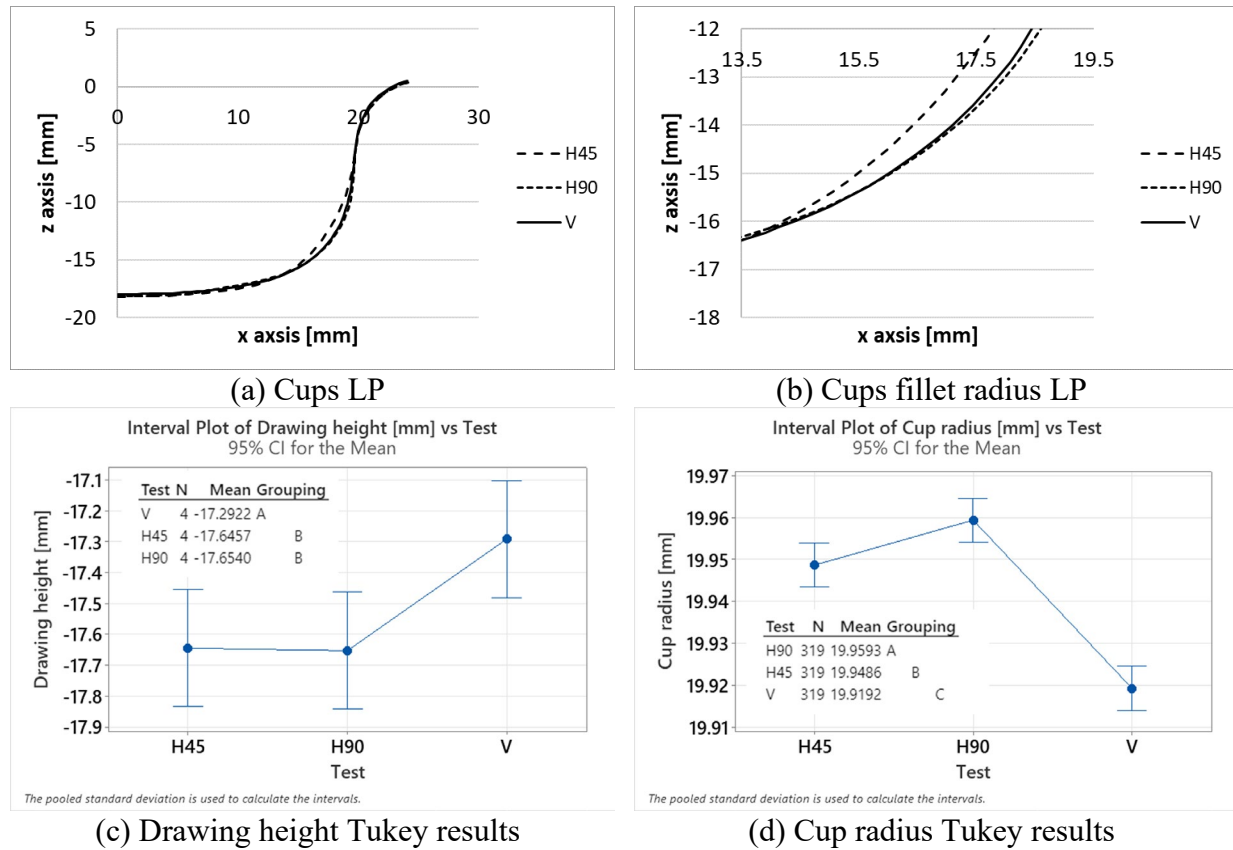 5
0
-5
-10
-15
-20
0 10 20 30
z axsis [mm]
x axsis [mm]
H45
H90
V
(a) Cups LP
-12
-13
-14
-15
-16
-17
-18
13.5 15.5 17.5 19.5
z axsis [mm]
x axsis [mm]
H45
H90
V
(b) Cups fillet radius LP
Interval Plot of Drawing height [mm] vs Test
95% CI for the Mean
-17.1
-17.2
-17.3
-17.4
-17.5
-17.6
-17.7
-17.8
-17.9
Drawing height [mm]
Test N Mean Grouping
V 4 -17.2922 A
H45 4 -17.6457 B
H90 4 -17.6540 B
H45 H90 V
Test
The pooled standard deviation is used to calculate the intervals.
(c) Drawing height Tukey results
Interval Plot of Cup radius [mm] vs Test
95% CI for the Mean
19.97
19.96
19.95
19.94
19.93
19.92
19.91
Cup radius [mm]
Test N Mean Grouping
H90 319 19.9593 A
H45 319 19.9486 B
V 319 19.9192 C
H45 H90 V
Test
The pooled standard deviation is used to calculate the intervals.
(d) Cup radius Tukey results